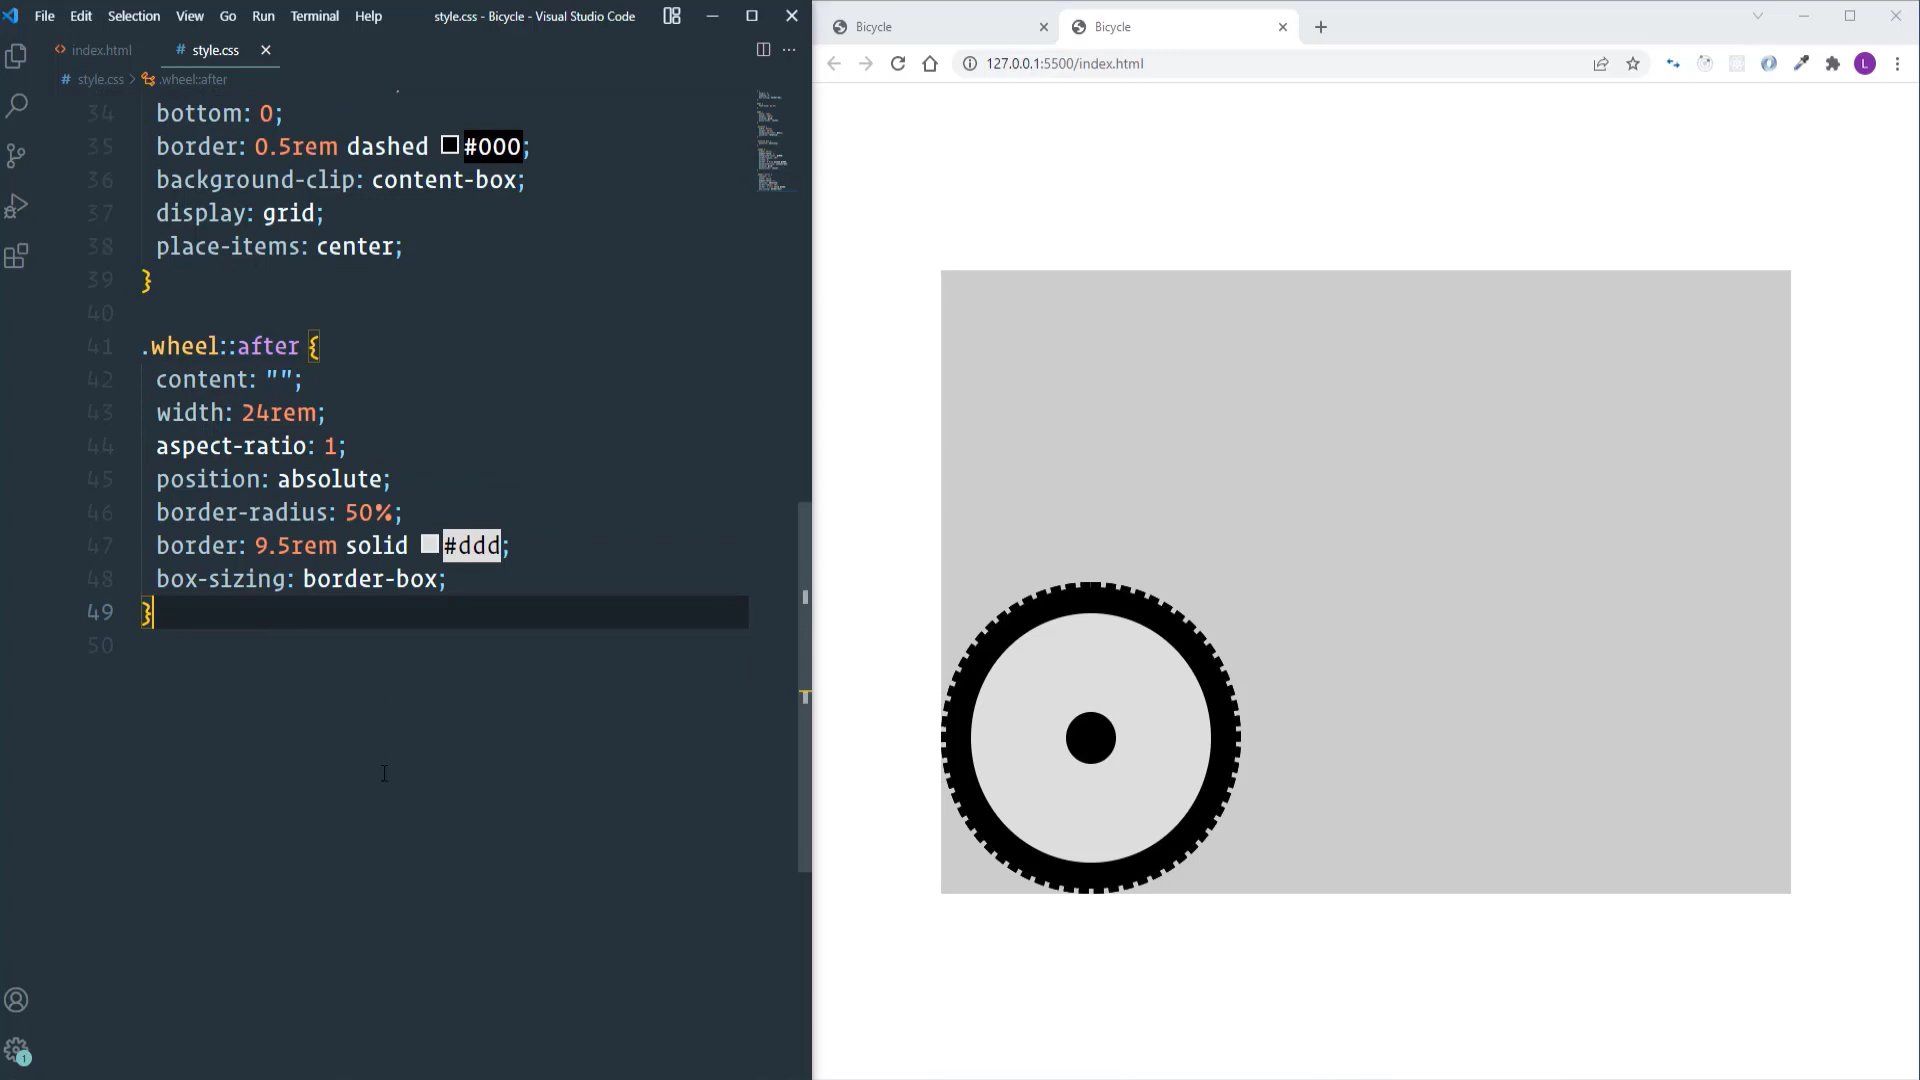 File Edit Selection View Go Run Terminal Help style.css - Bicycle - Visual Studio Code
index.html # style.css
# style.css > .wheel::after
34 bottom: 0;
35 border: 0.5rem dashed #000;
36 background-clip: content-box;
37 display: grid;
38 place-items: center;
39 }
40
41 .wheel::after {
42 content: "";
43 width: 24rem;
44 aspect-ratio: 1;
45 position: absolute;
46 border-radius: 50%;
47 border: 9.5rem solid #ddd;
48 box-sizing: border-box;
49 }
50
1
Bicycle
Bicycle
127.0.0.1:5500/index.html
L